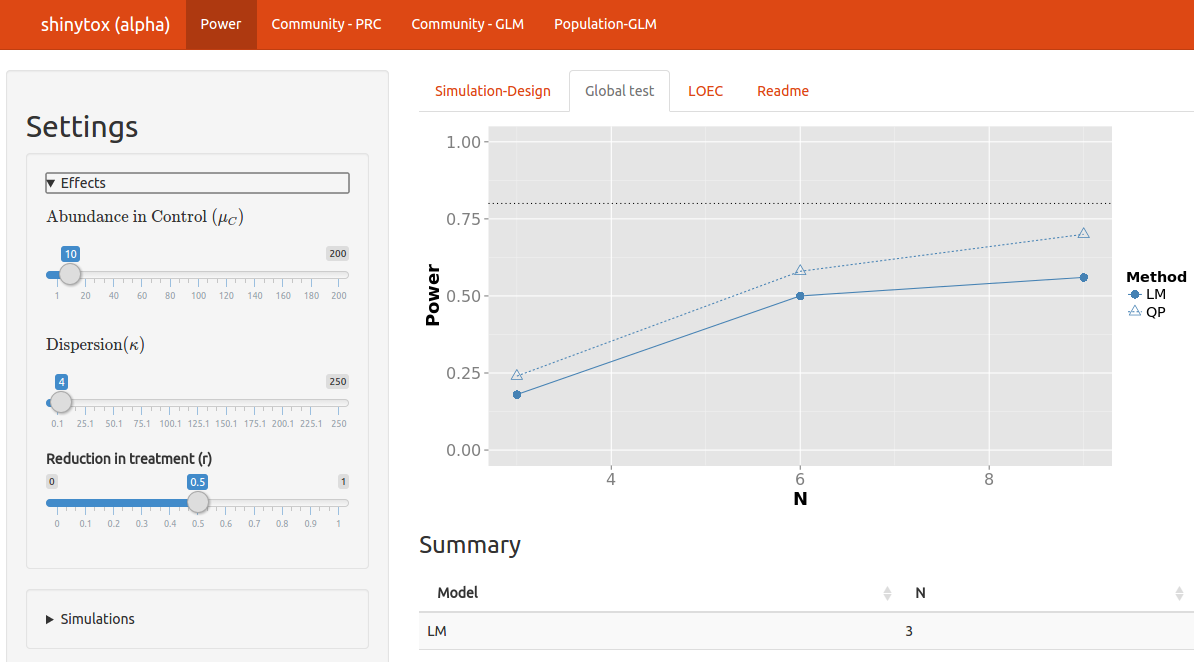 shinytox (alpha) Power Community - PRC Community - GLM Population-GLM
Settings
▼ Effects
Abundance in Control (μC)
10 200
1 20 40 60 80 100 120 140 160 180 200
Dispersion(κ)
4 250
0.1 25.1 50.1 75.1 100.1 125.1 150.1 175.1 200.1 225.1 250
Reduction in treatment (r)
0 0.5 1
0 0.1 0.2 0.3 0.4 0.5 0.6 0.7 0.8 0.9 1
▶ Simulations
Simulation-Design Global test LOEC Readme
1.00
0.75
0.50
0.25
0.00
Power
4 6 8
N
Method
LM
QP
Summary
Model N
LM 3